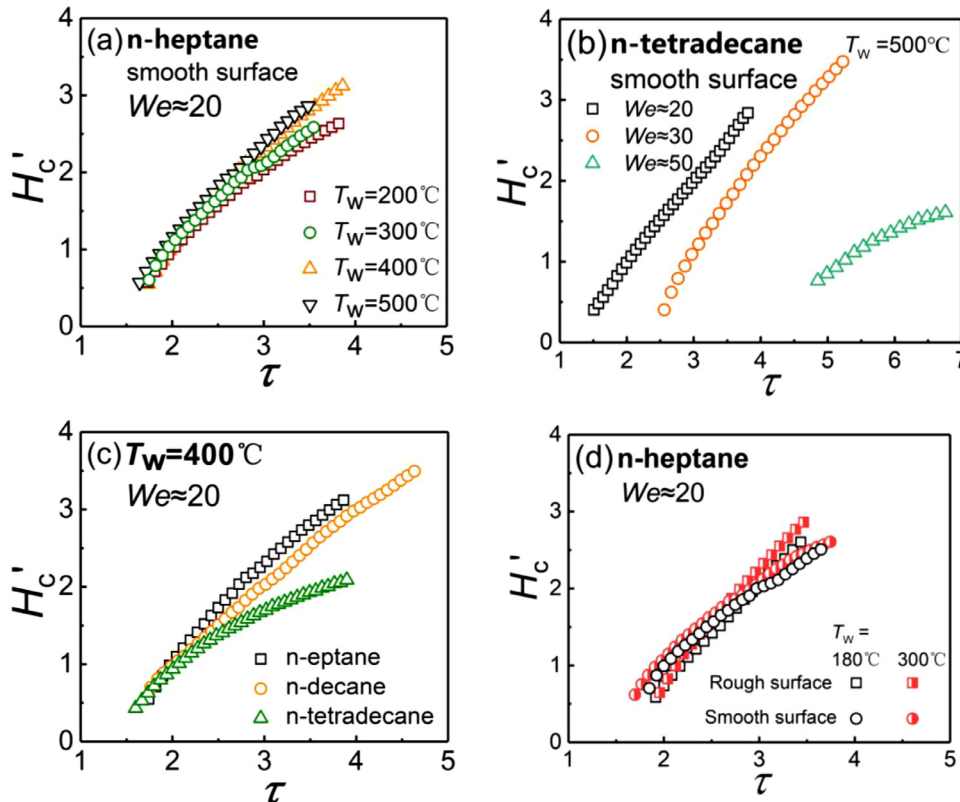 (a) n-heptane
smooth surface
We≈20
T_W=200℃
T_W=300℃
T_W=400℃
T_W=500℃
H_c'
4
3
2
1
0
1 2 3 4 5
τ
(b) n-tetradecane T_W =500℃
smooth surface
We≈20
We≈30
We≈50
H_c'
4
3
2
1
0
1 2 3 4 5 6 7
τ
(c) T_W=400℃
We≈20
n-eptane
n-decane
n-tetradecane
H_c'
4
3
2
1
0
1 2 3 4 5
τ
(d) n-heptane
We≈20
T_W =
180℃ 300℃
Rough surface
Smooth surface
H_c'
4
3
2
1
0
1 2 3 4 5
τ